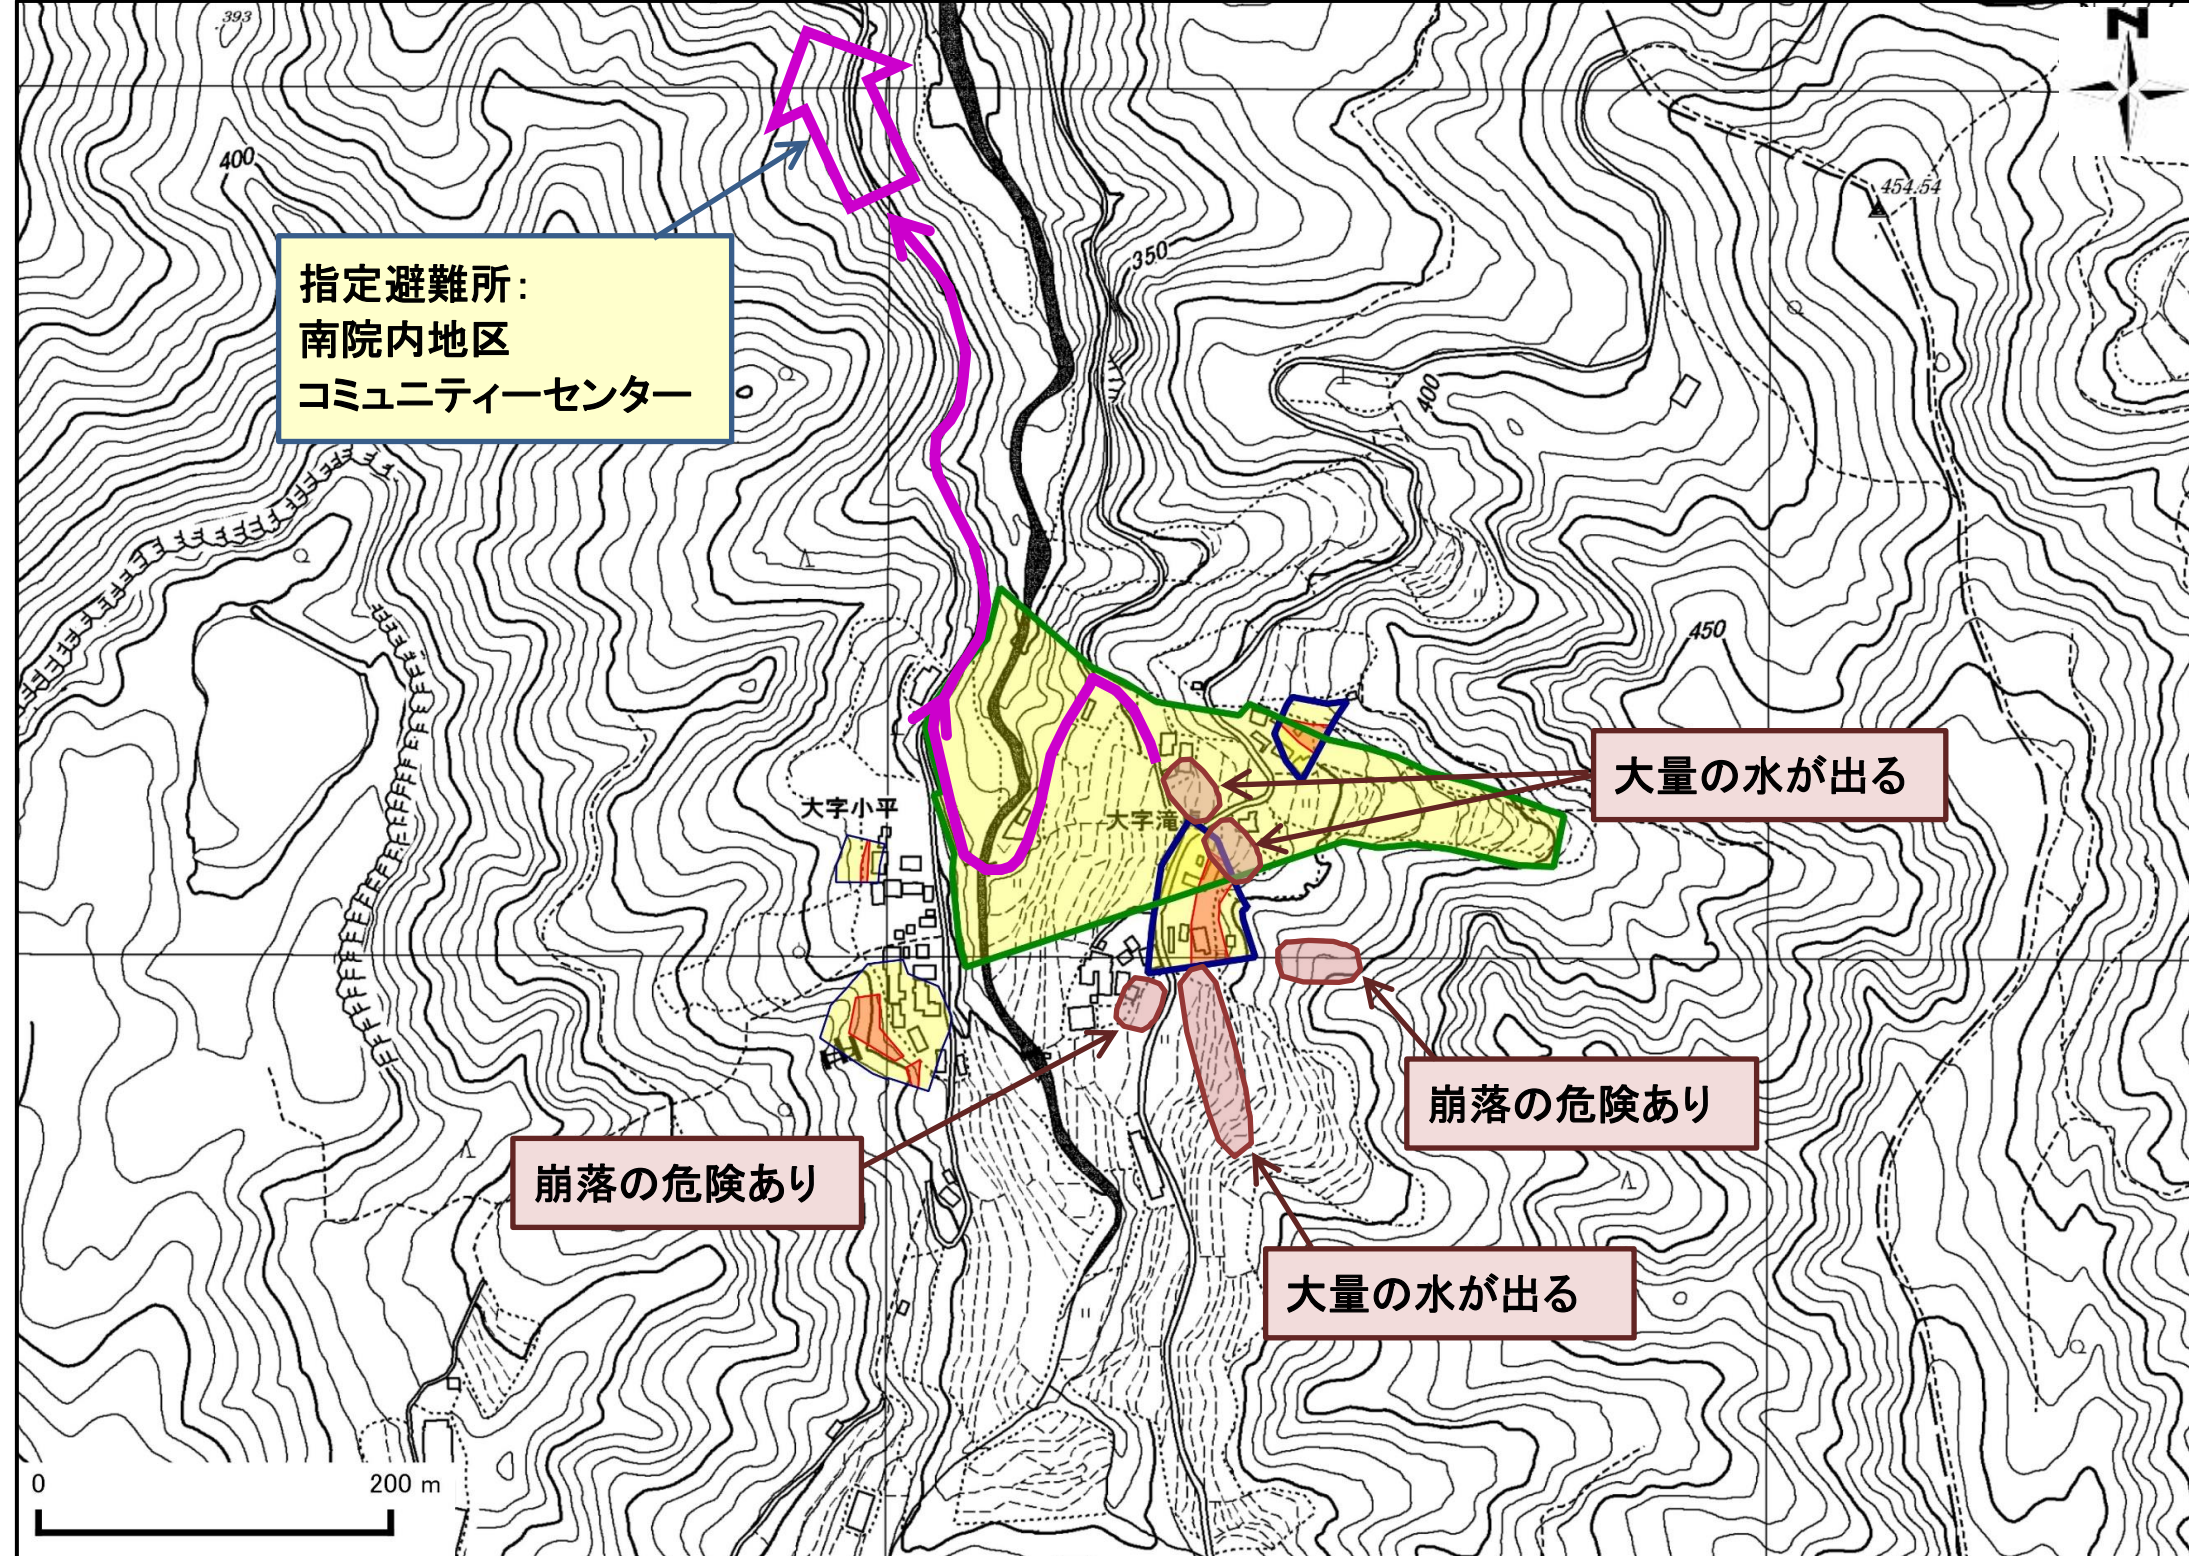 393
N
400
454.54
350
指定避難所：
南院内地区
コミュニティーセンター
400
450
大量の水が出る
大字小平
大字滝
崩落の危険あり
崩落の危険あり
大量の水が出る
0 200 m